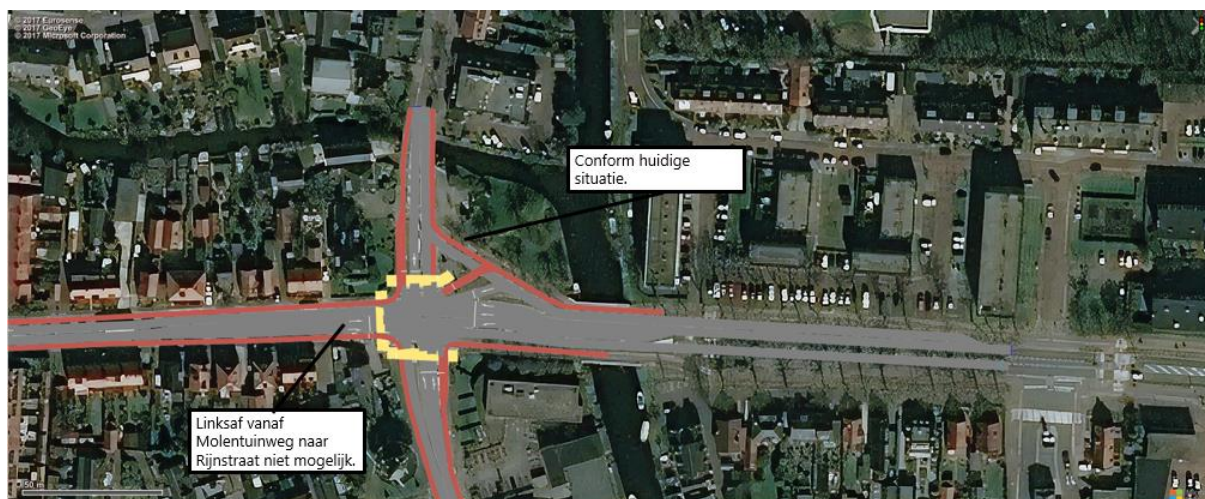 © 2017 Eurosense
© 2017 GeoEye
© 2017 Microsoft Corporation
Conform huidige
situatie.
Linksaf vanaf
Molentuinweg naar
Rijnstraat niet mogelijk.
50 m